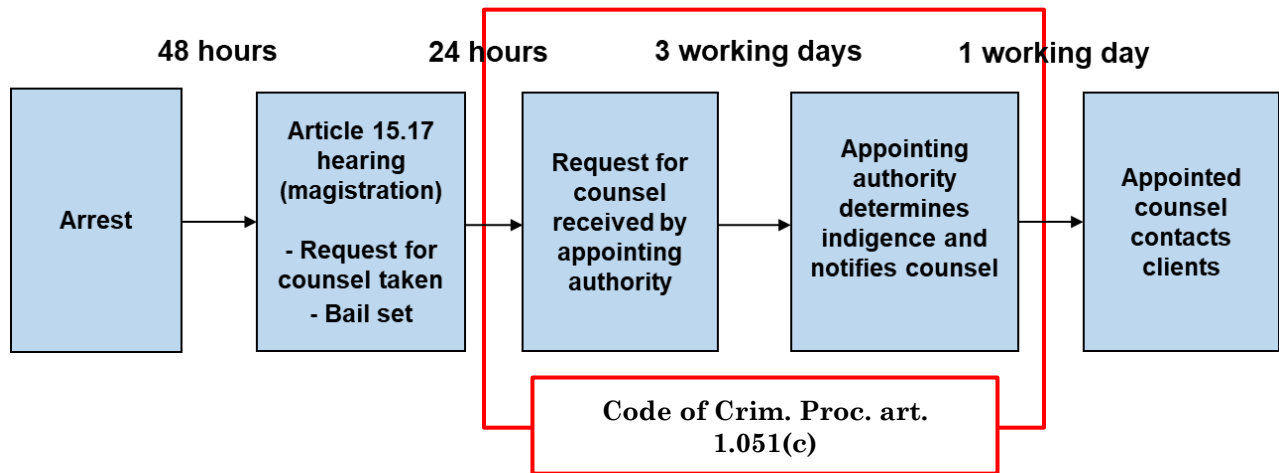 48 hours
24 hours
3 working days
1 working day
Arrest
Article 15.17
hearing
(magistration)
- Request for
counsel taken
- Bail set
Request for
counsel
received by
appointing
authority
Appointing
authority
determines
indigence and
notifies counsel
Appointed
counsel
contacts
clients
Code of Crim. Proc. art.
1.051(c)